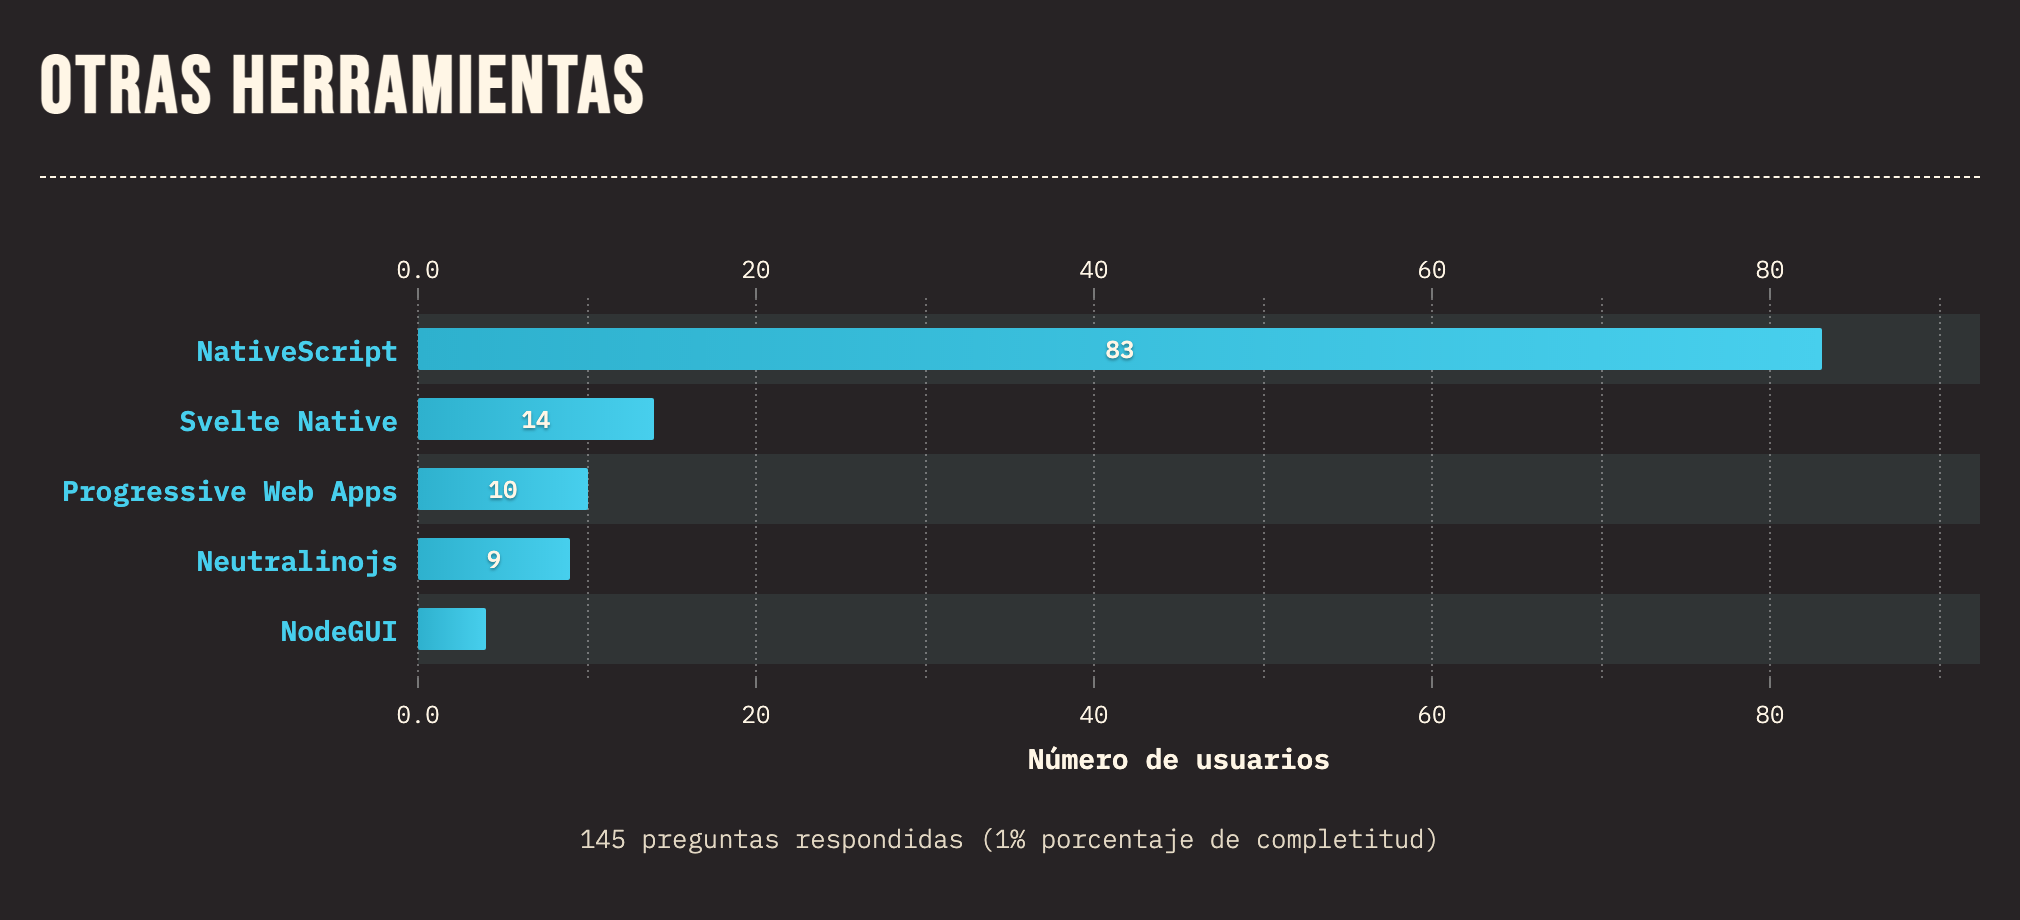 OTRAS HERRAMIENTAS
0.0 20 40 60 80
NativeScript 83
Svelte Native 14
Progressive Web Apps 10
Neutralinojs 9
NodeGUI
0.0 20 40 60 80
Número de usuarios
145 preguntas respondidas (1% porcentaje de completitud)